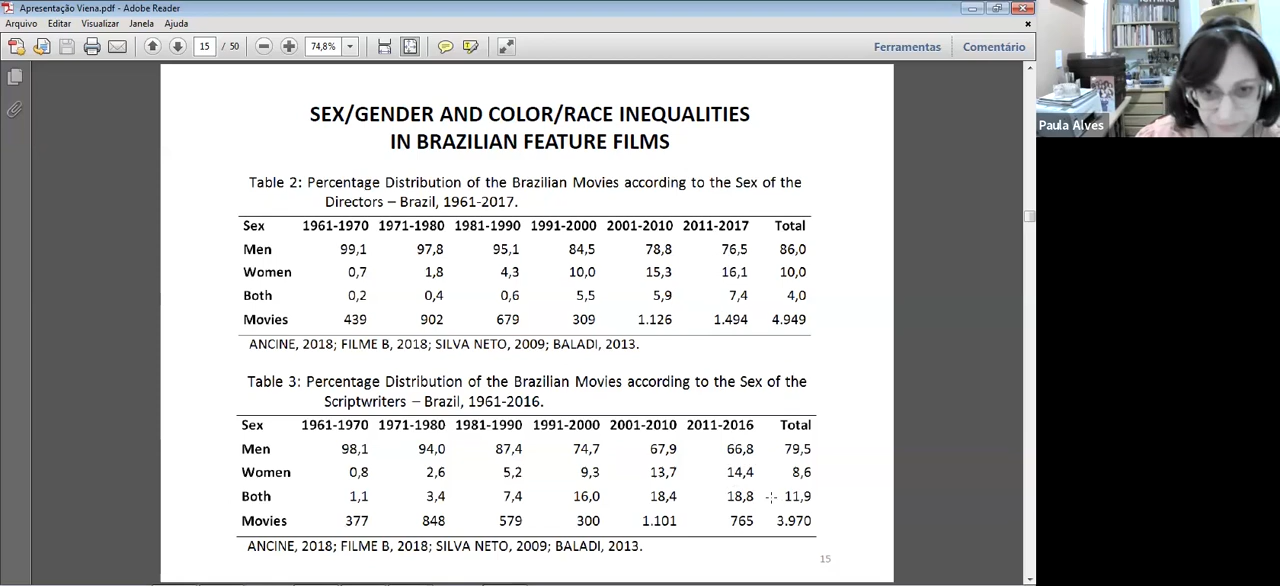 Apresentação Viena.pdf - Adobe Reader
Arquivo Editar Visualizar Janela Ajuda
15 / 50 74,8% Ferramentas Comentário
Paula Alves
SEX/GENDER AND COLOR/RACE INEQUALITIES
IN BRAZILIAN FEATURE FILMS
Table 2: Percentage Distribution of the Brazilian Movies according to the Sex of the
Directors – Brazil, 1961-2017.
Sex 1961-1970 1971-1980 1981-1990 1991-2000 2001-2010 2011-2017 Total
Men 99,1 97,8 95,1 84,5 78,8 76,5 86,0
Women 0,7 1,8 4,3 10,0 15,3 16,1 10,0
Both 0,2 0,4 0,6 5,5 5,9 7,4 4,0
Movies 439 902 679 309 1.126 1.494 4.949
ANCINE, 2018; FILME B, 2018; SILVA NETO, 2009; BALADI, 2013.
Table 3: Percentage Distribution of the Brazilian Movies according to the Sex of the
Scriptwriters – Brazil, 1961-2016.
Sex 1961-1970 1971-1980 1981-1990 1991-2000 2001-2010 2011-2016 Total
Men 98,1 94,0 87,4 74,7 67,9 66,8 79,5
Women 0,8 2,6 5,2 9,3 13,7 14,4 8,6
Both 1,1 3,4 7,4 16,0 18,4 18,8 11,9
Movies 377 848 579 300 1.101 765 3.970
ANCINE, 2018; FILME B, 2018; SILVA NETO, 2009; BALADI, 2013.
15